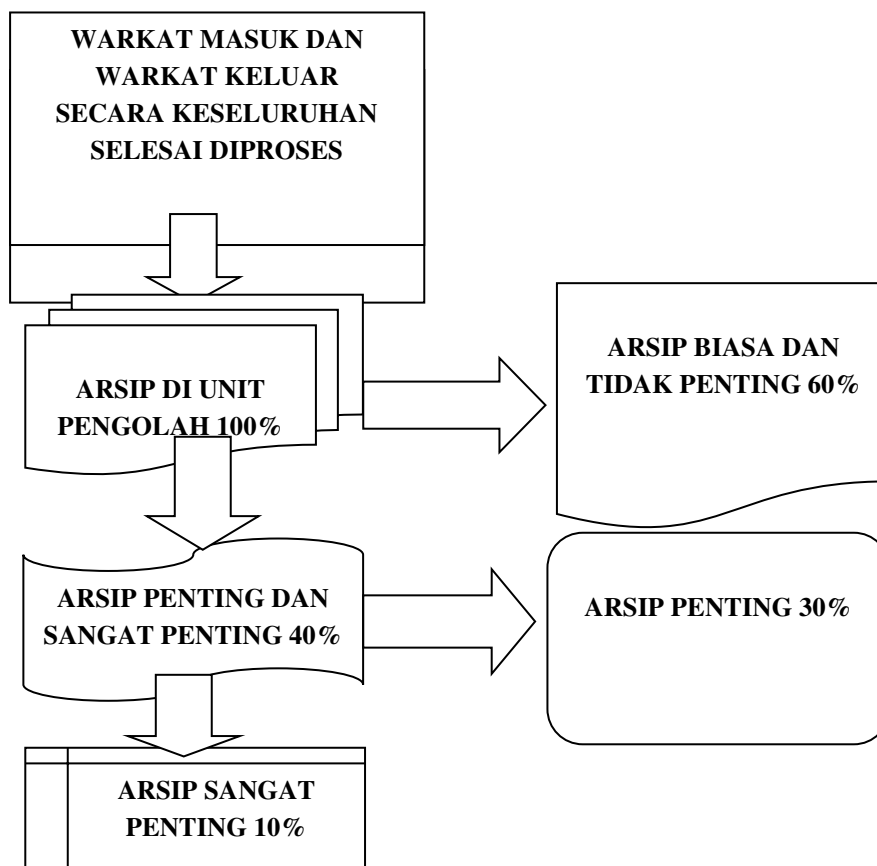 WARKAT MASUK DAN
WARKAT KELUAR
SECARA KESELURUHAN
SELESAI DIPROSES
ARSIP DI UNIT
PENGOLAH 100%
ARSIP BIASA DAN
TIDAK PENTING 60%
ARSIP PENTING DAN
SANGAT PENTING 40%
ARSIP PENTING 30%
ARSIP SANGAT
PENTING 10%